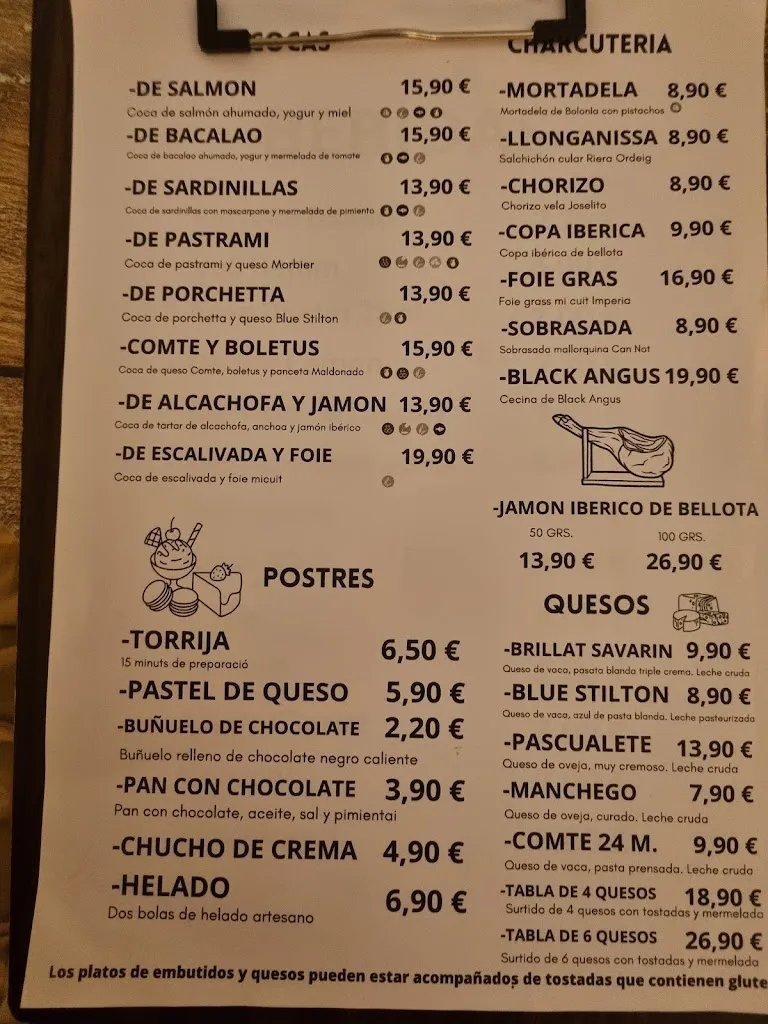 COCAS
-DE SALMON 15,90 €
Coca de salmón ahumado, yogur y miel
-DE BACALAO 15,90 €
Coca de bacalao ahumado, yogur y mermelada de tomate
-DE SARDINILLAS 13,90 €
Coca de sardinillas con mascarpone y mermelada de pimiento
-DE PASTRAMI 13,90 €
Coca de pastrami y queso Morbier
-DE PORCHETTA 13,90 €
Coca de porchetta y queso Blue Stilton
-COMTE Y BOLETUS 15,90 €
Coca de queso Comte, boletus y panceta Maldonado
-DE ALCACHOFA Y JAMON 13,90 €
Coca de tartar de alcachofa, anchoa y jamón ibérico
-DE ESCALIVADA Y FOIE 19,90 €
Coca de escalivada y foie micuit
POSTRES
-TORRIJA 6,50 €
15 minuts de preparació
-PASTEL DE QUESO 5,90 €
-BUÑUELO DE CHOCOLATE 2,20 €
Buñuelo relleno de chocolate negro caliente
-PAN CON CHOCOLATE 3,90 €
Pan con chocolate, aceite, sal y pimientai
-CHUCHO DE CREMA 4,90 €
-HELADO 6,90 €
Dos bolas de helado artesano
CHARCUTERIA
-MORTADELA 8,90 €
Mortadela de Bolonia con pistachos
-LLONGANISSA 8,90 €
Salchichón cular Riera Ordeig
-CHORIZO 8,90 €
Chorizo vela Joselito
-COPA IBERICA 9,90 €
Copa ibérica de bellota
-FOIE GRAS 16,90 €
Foie grass mi cuit Imperia
-SOBRASADA 8,90 €
Sobrasada mallorquina Can Not
-BLACK ANGUS 19,90 €
Cecina de Black Angus
-JAMON IBERICO DE BELLOTA
50 GRS. 100 GRS.
13,90 € 26,90 €
QUESOS
-BRILLAT SAVARIN 9,90 €
Queso de vaca, pasata blanda triple crema. Leche cruda
-BLUE STILTON 8,90 €
Queso de vaca, azul de pasta blanda. Leche pasteurizada
-PASCUALETE 13,90 €
Queso de oveja, muy cremoso. Leche cruda
-MANCHEGO 7,90 €
Queso de oveja, curado. Leche cruda
-COMTE 24 M. 9,90 €
Queso de vaca, pasta prensada. Leche cruda
-TABLA DE 4 QUESOS 18,90 €
Surtido de 4 quesos con tostadas y mermelada
-TABLA DE 6 QUESOS 26,90 €
Surtido de 6 quesos con tostadas y mermelada
Los platos de embutidos y quesos pueden estar acompañados de tostadas que contienen glute